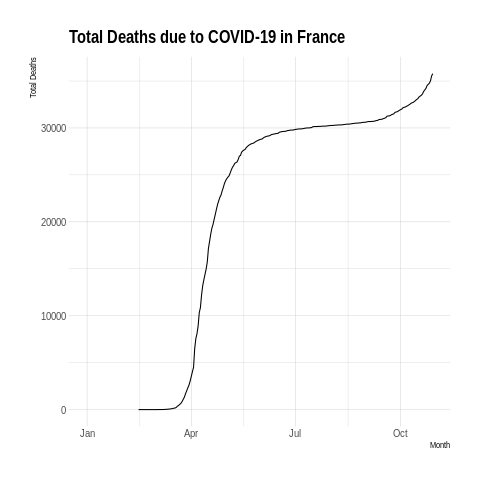 Total Deaths due to COVID-19 in France
Total Deaths
30000
20000
10000
0
Jan Apr Jul Oct
Month